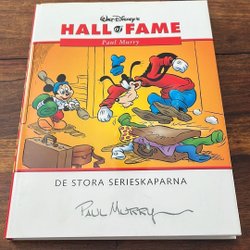 Walt Disney's
HALL of FAME
Paul Murry
DE STORA SERIESKAPARNA
PAUL MURRY